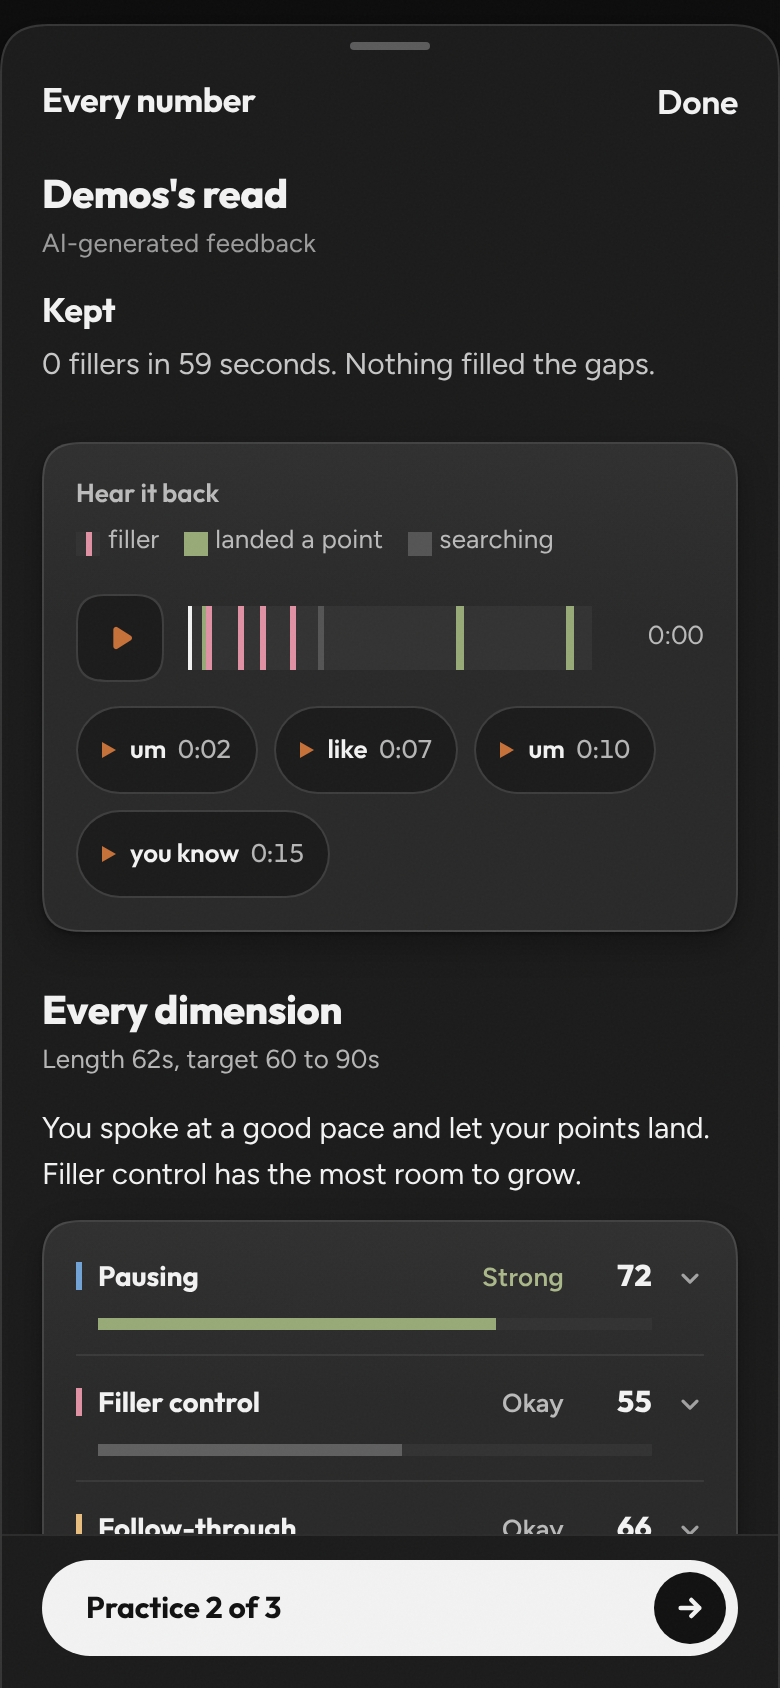 Every number
Done
Demos's read
AI-generated feedback
Kept
0 fillers in 59 seconds. Nothing filled the gaps.
Hear it back
filler landed a point searching
0:00
um 0:02 like 0:07 um 0:10
you know 0:15
Every dimension
Length 62s, target 60 to 90s
You spoke at a good pace and let your points land.
Filler control has the most room to grow.
Pausing Strong 72
Filler control Okay 55
Follow-through Okay 66
Practice 2 of 3